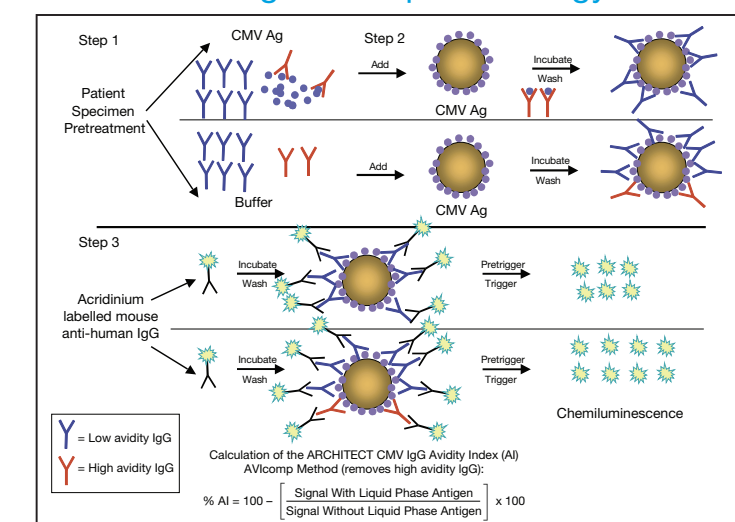 Step 1
CMV Ag
Step 2
Patient
Specimen
Pretreatment
Add
CMV Ag
Incubate
Wash
Buffer
Add
CMV Ag
Incubate
Wash
Step 3
Acridinium
labelled mouse
anti-human IgG
Incubate
Wash
Pretrigger
Trigger
Incubate
Wash
Pretrigger
Trigger
Chemiluminescence
= Low avidity IgG
= High avidity IgG
Calculation of the ARCHITECT CMV IgG Avidity Index (AI)
AVIcomp Method (removes high avidity IgG):
% AI = 100 – [Signal With Liquid Phase Antigen
Signal Without Liquid Phase Antigen] x 100